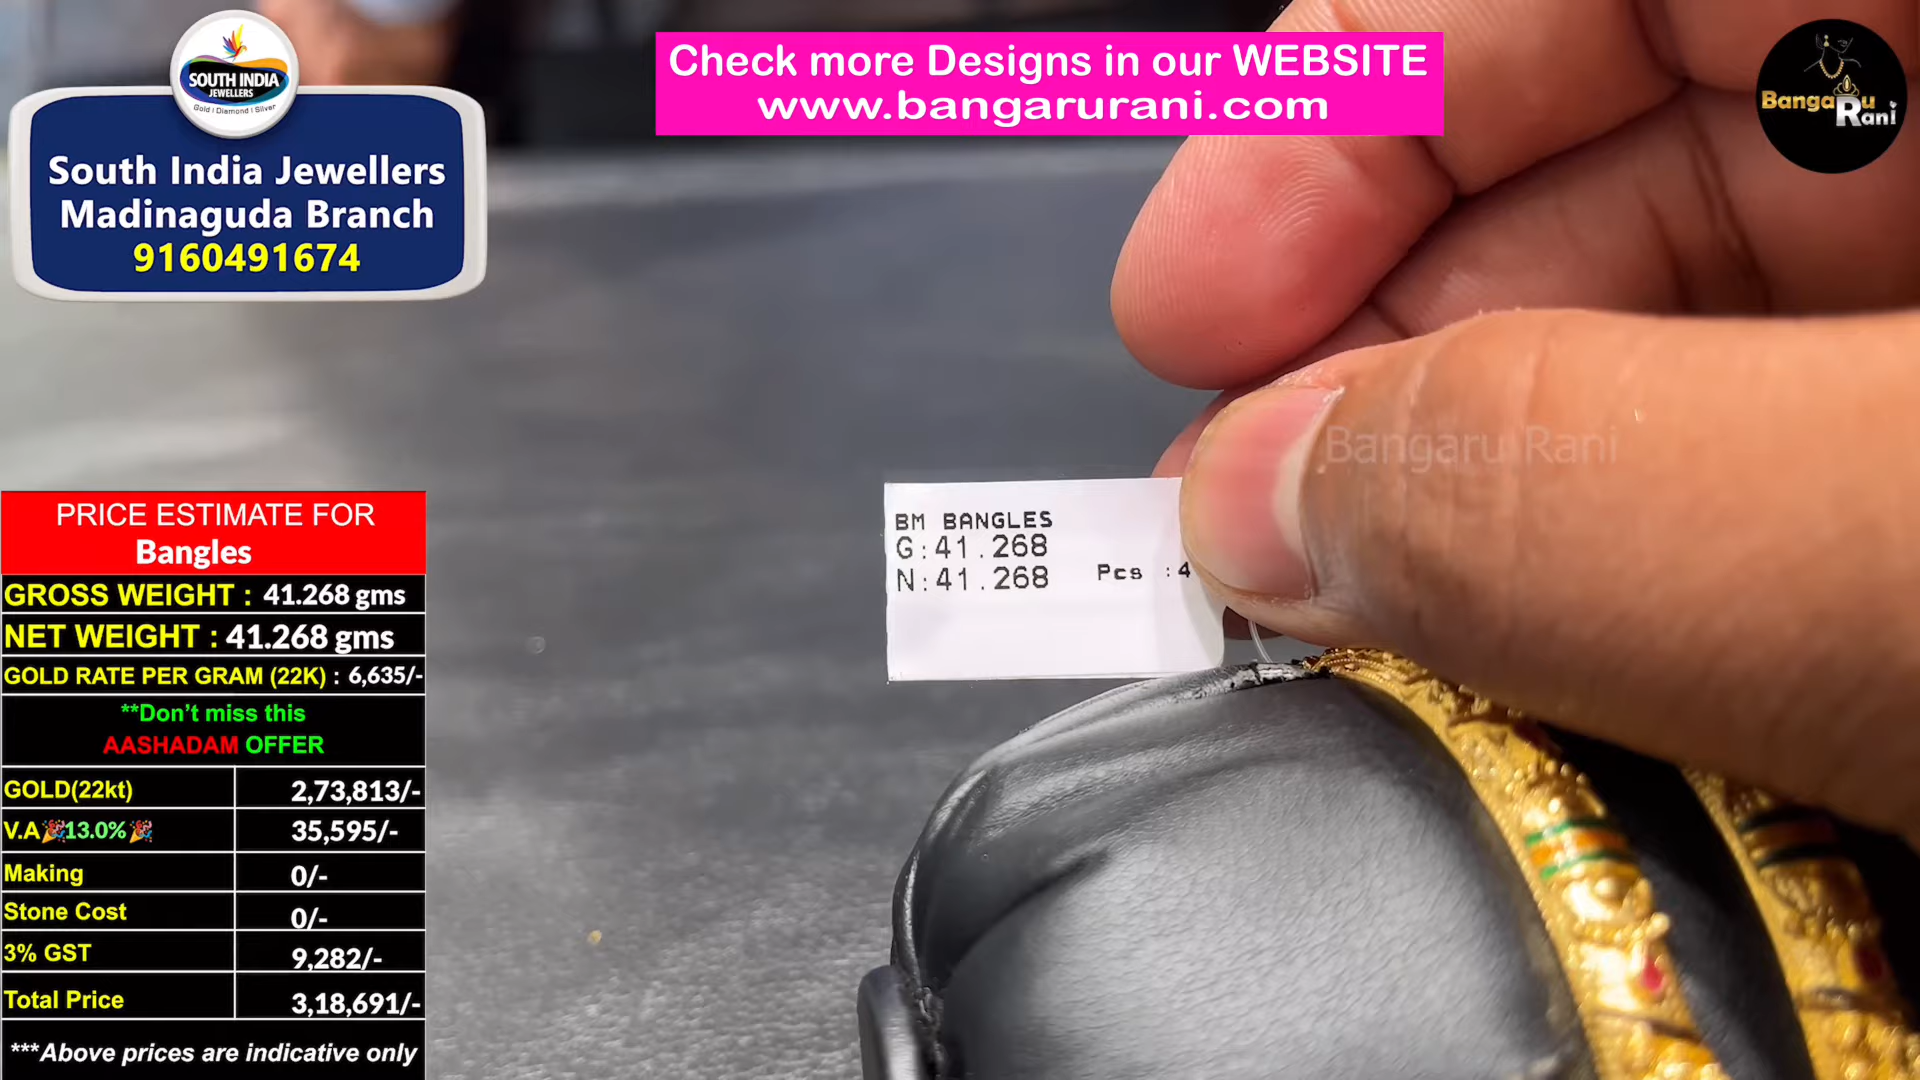 SOUTH INDIA
JEWELLERS
Gold | Diamond | Silver
South India Jewellers
Madinaguda Branch
9160491674
Check more Designs in our WEBSITE
www.bangarurani.com
BangaRu
Rani
Bangaru Rani
BM BANGLES
G:41.268
N:41.268 Pcs :4
PRICE ESTIMATE FOR
Bangles
GROSS WEIGHT : 41.268 gms
NET WEIGHT : 41.268 gms
GOLD RATE PER GRAM (22K) : 6,635/-
**Don't miss this
AASHADAM OFFER
GOLD(22kt) 2,73,813/-
V.A🎉13.0%🎉 35,595/-
Making 0/-
Stone Cost 0/-
3% GST 9,282/-
Total Price 3,18,691/-
***Above prices are indicative only